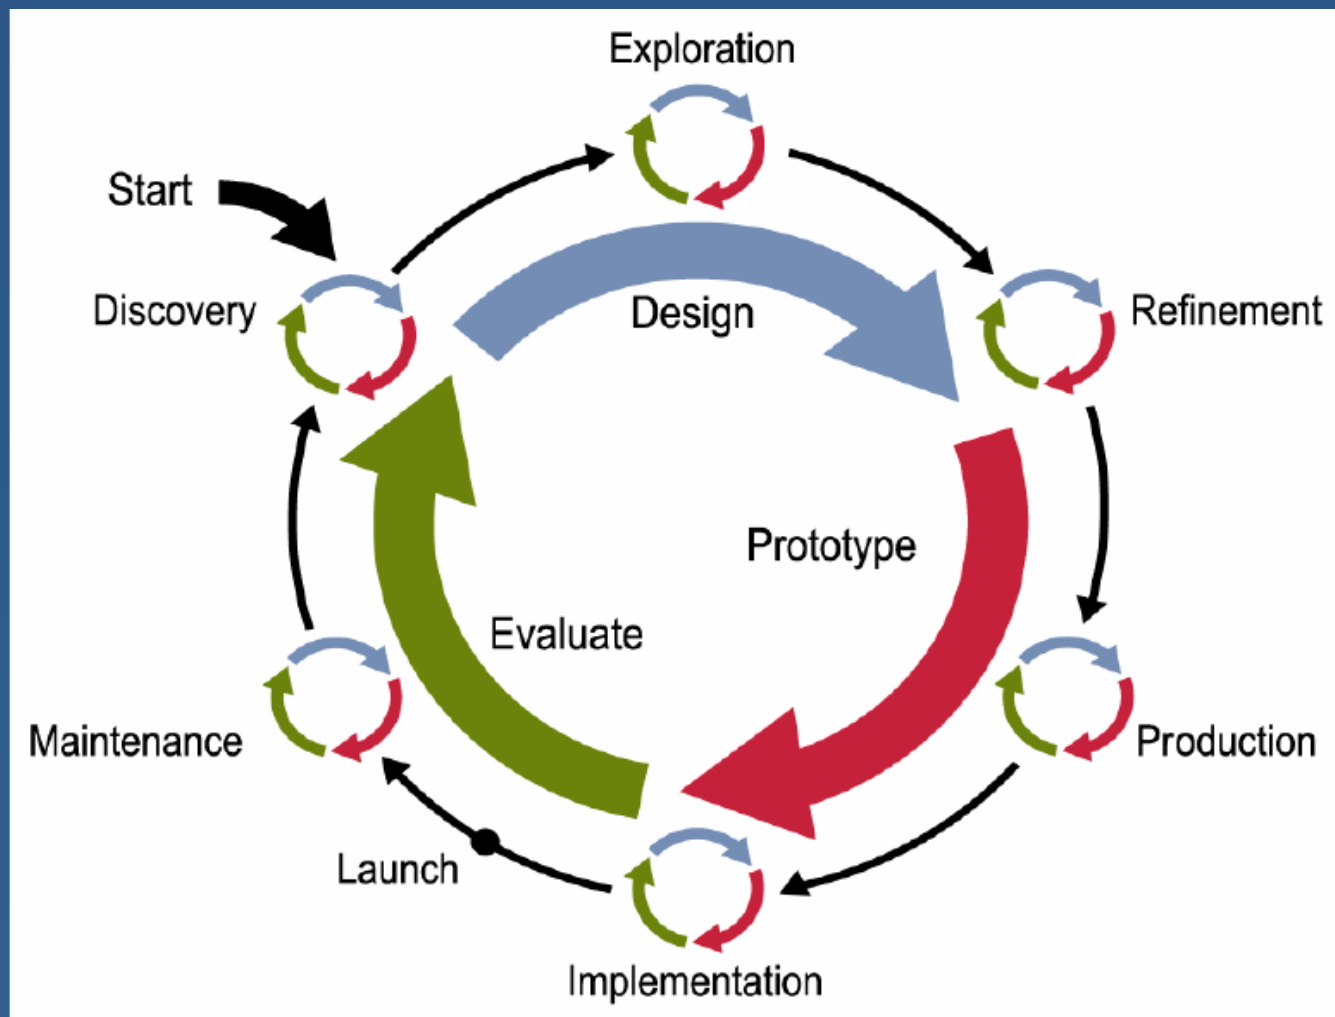 Exploration
Start
Discovery
Design
Refinement
Prototype
Evaluate
Maintenance
Production
Launch
Implementation